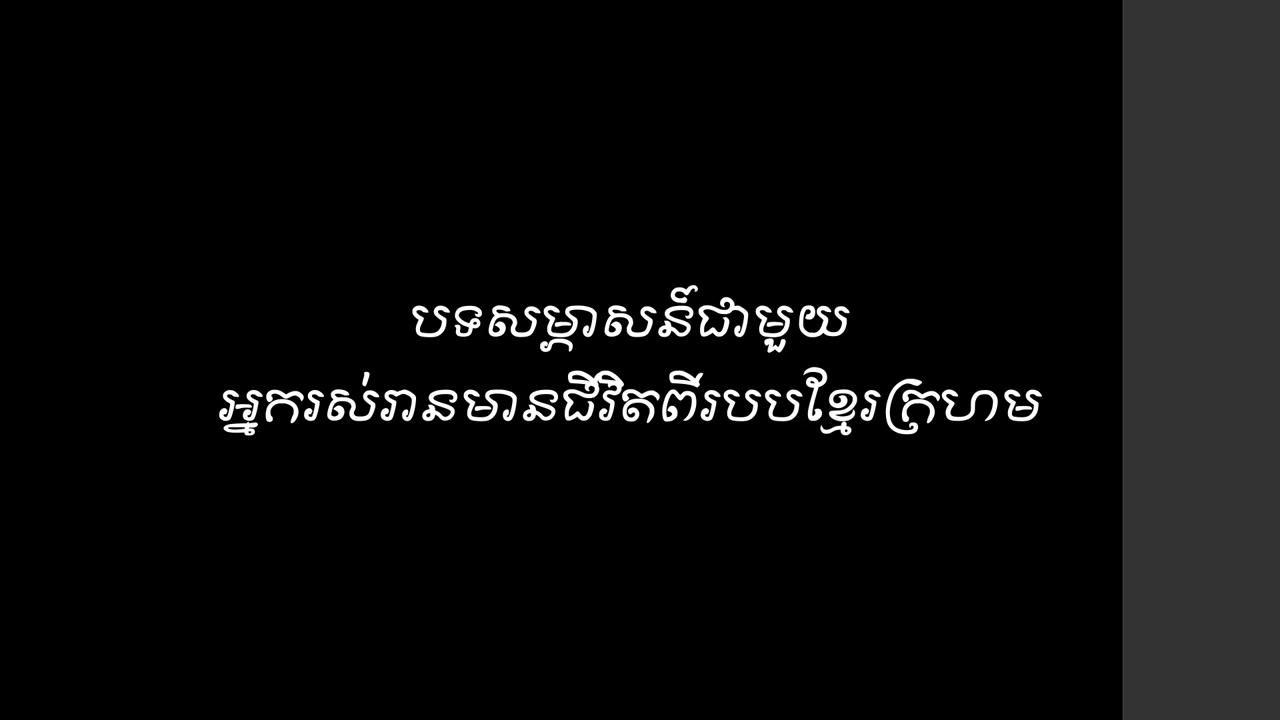 បទសម្ភាសន៍ជាមួយ
អ្នករស់រានមានជីវិតពីរបបខ្មែរក្រហម